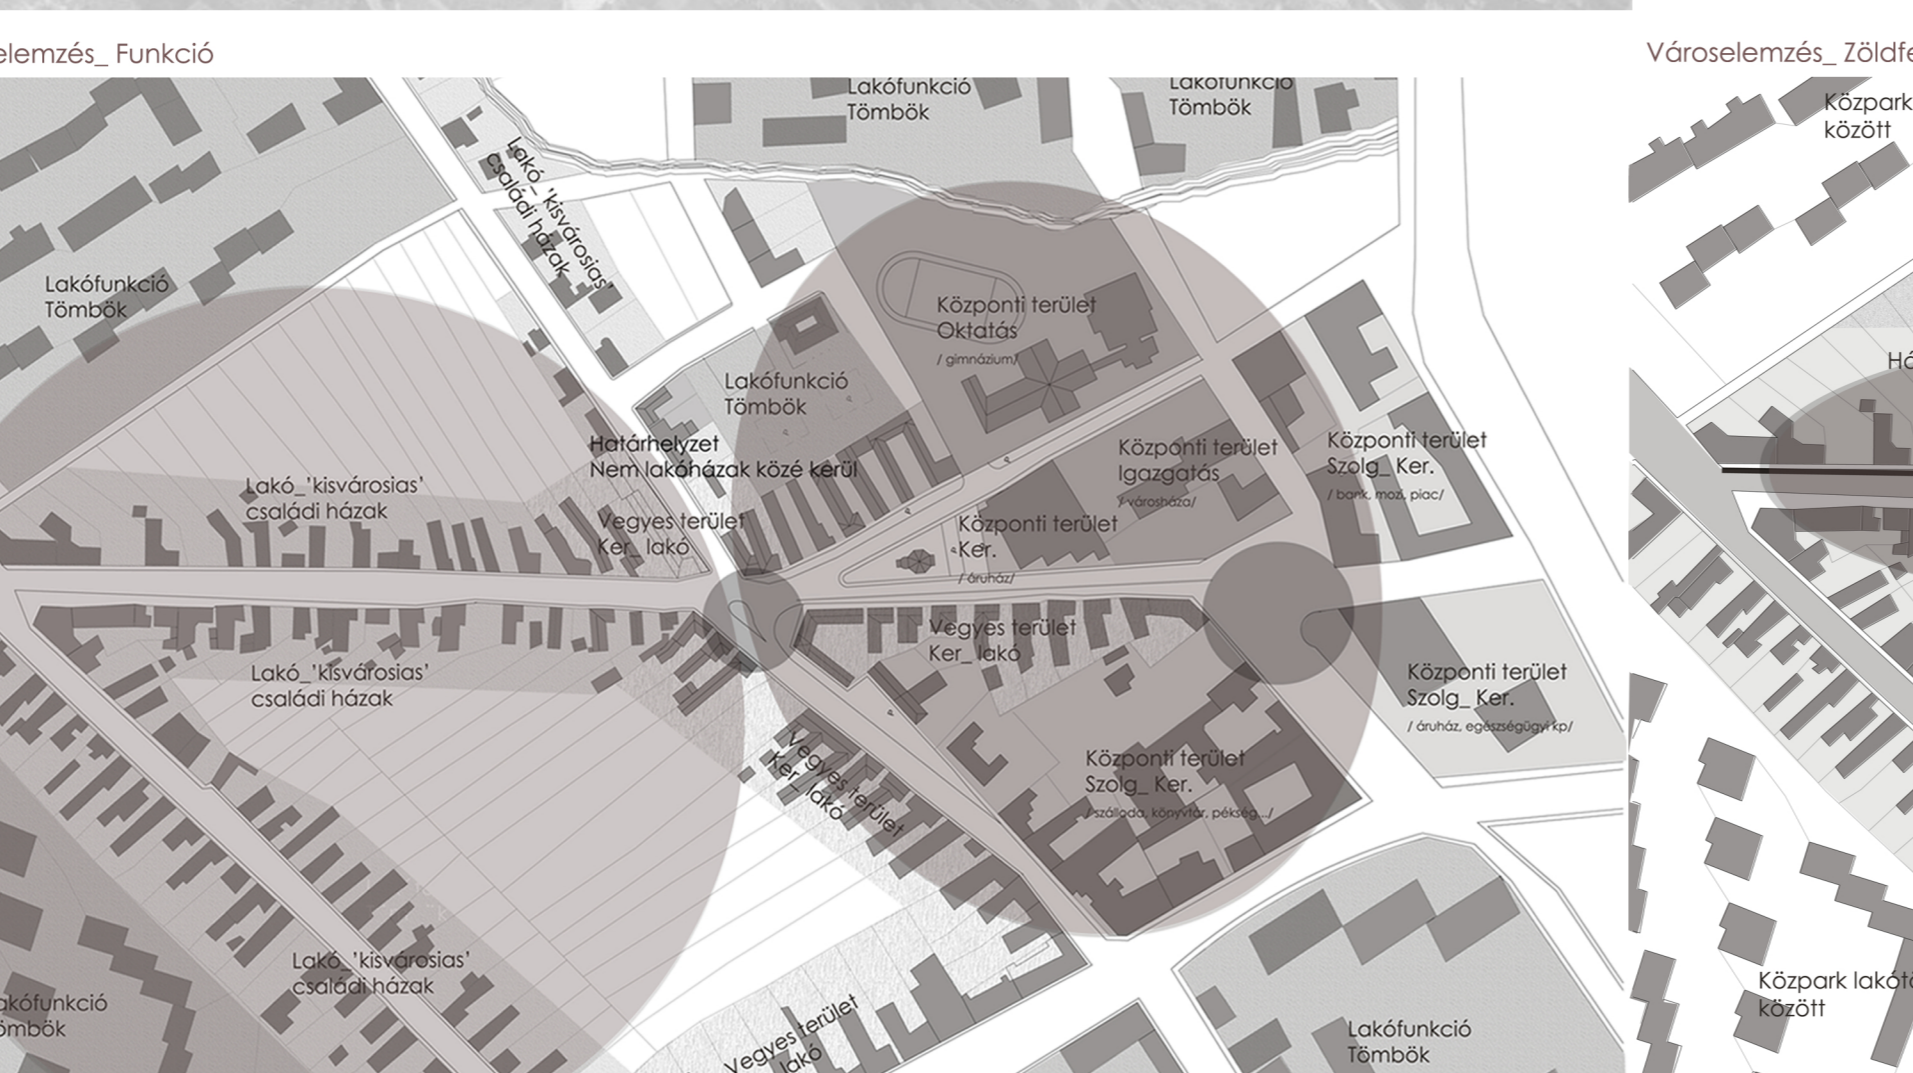 elemzés_ Funkció
Városelemzés_ Zöldfe
Lakófunkció
Tömbök
Lakófunkció
Tömbök
Közpark
között
Lakó_'kisvárosias'
családi házak
Lakófunkció
Tömbök
Központi terület
Oktatás
/ gimnázium/
Lakófunkció
Tömbök
Határhelyzet
Nem lakóházak közé kerül
Központi terület
Igazgatás
/ városháza/
Központi terület
Szolg_ Ker.
/ bank, mozi, piac/
Lakó_'kisvárosias'
családi házak
Vegyes terület
Ker_ lakó
Központi terület
Ker.
/ áruház/
Vegyes terület
Ker_ lakó
Lakó_'kisvárosias'
családi házak
Központi terület
Szolg_ Ker.
/ áruház, egészségügyi kp/
Vegyes terület
Ker_ lakó
Központi terület
Szolg_ Ker.
/ szálloda, könyvtár, pékség.../
Lakó_'kisvárosias'
családi házak
akófunkció
ömbök
Vegyes terület
lakó
Lakófunkció
Tömbök
Közpark lakótö
között